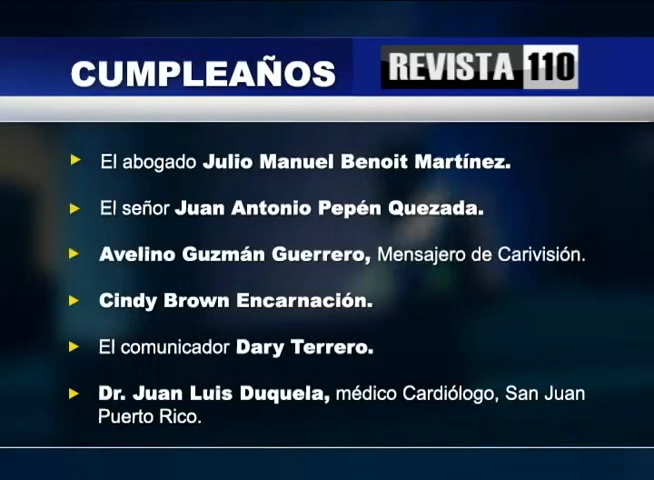 CUMPLEAÑOS
REVISTA 110
El abogado Julio Manuel Benoit Martínez.
El señor Juan Antonio Pepén Quezada.
Avelino Guzmán Guerrero, Mensajero de Carivisión.
Cindy Brown Encarnación.
El comunicador Dary Terrero.
Dr. Juan Luis Duquela, médico Cardiólogo, San Juan
Puerto Rico.